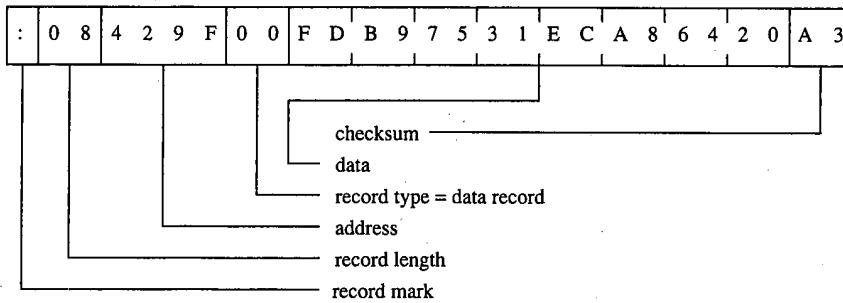 : 0 8 4 2 9 F 0 0 F D B 9 7 5 3 1 E C A 8 6 4 2 0 A 3
checksum
data
record type = data record
address
record length
record mark